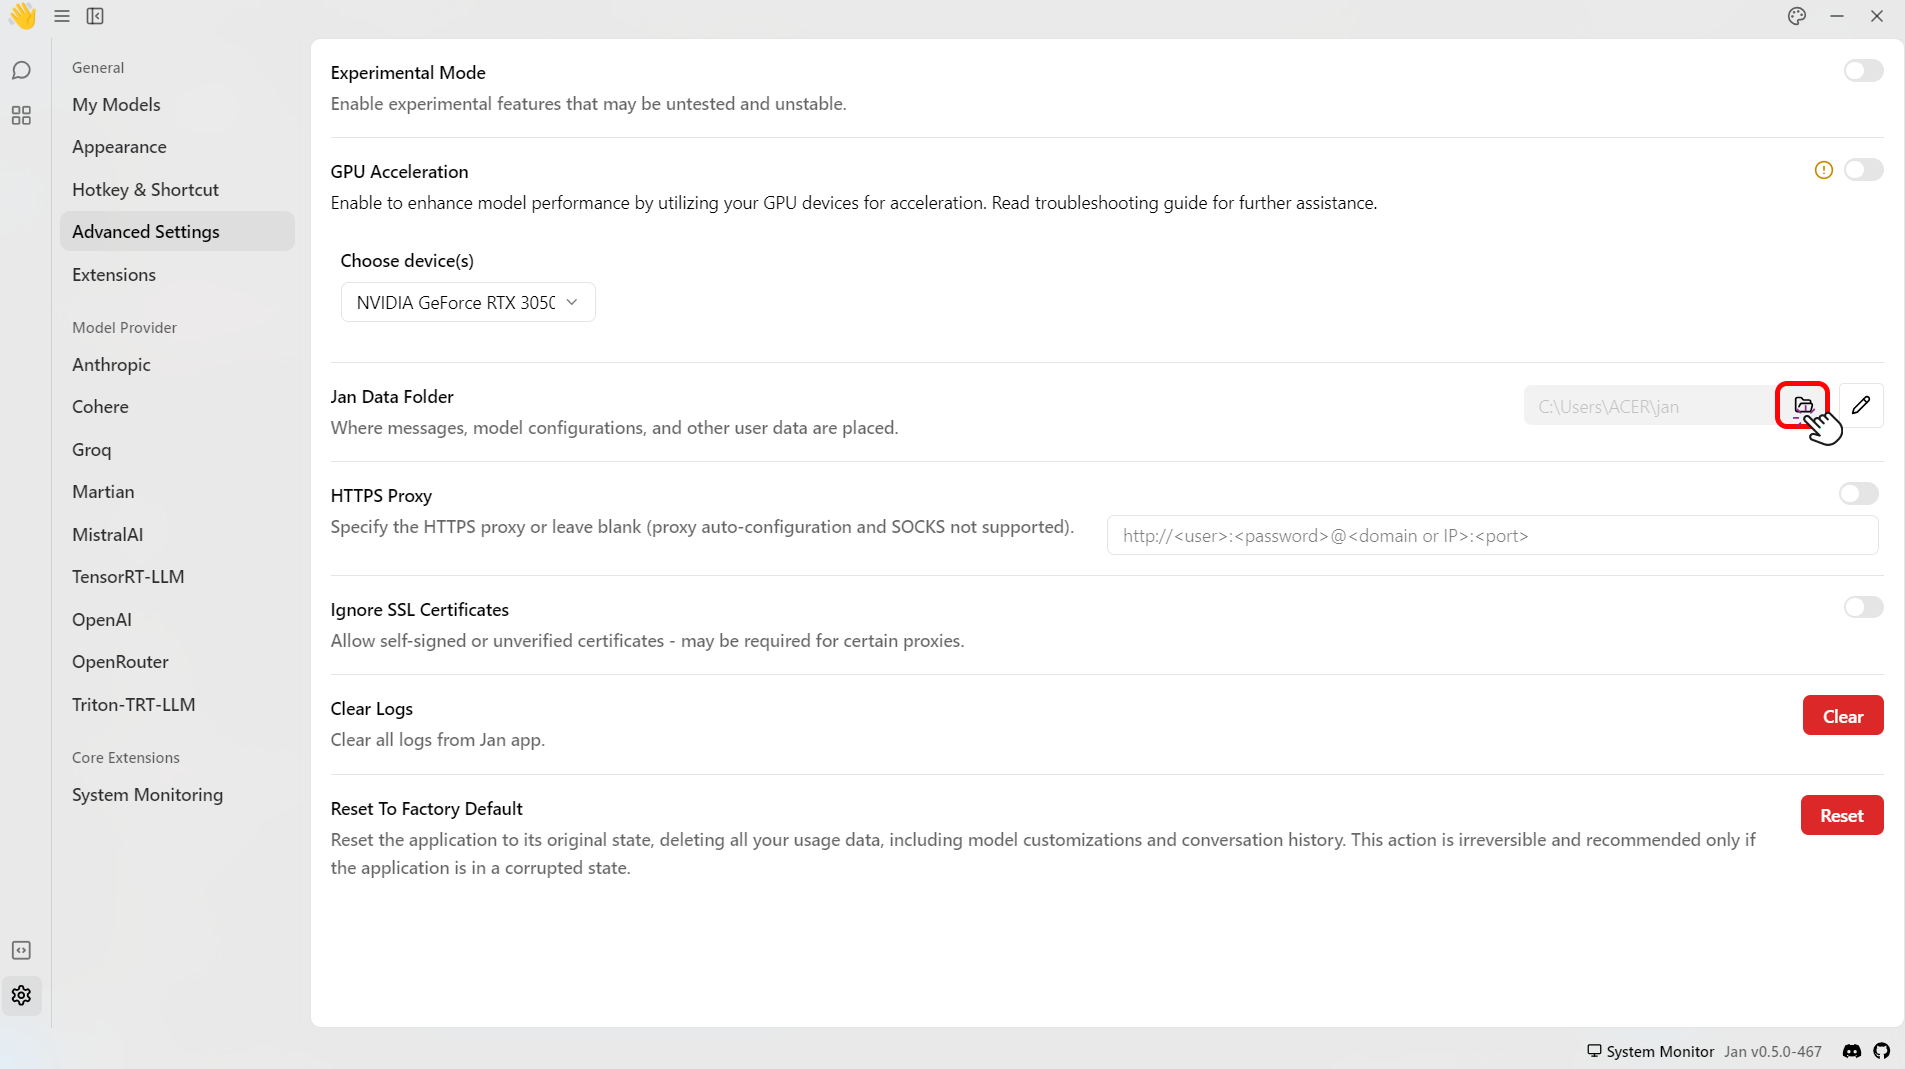 General
My Models
Appearance
Hotkey & Shortcut
Advanced Settings
Extensions
Model Provider
Anthropic
Cohere
Groq
Martian
MistralAI
TensorRT-LLM
OpenAI
OpenRouter
Triton-TRT-LLM
Core Extensions
System Monitoring
Experimental Mode
Enable experimental features that may be untested and unstable.
GPU Acceleration
Enable to enhance model performance by utilizing your GPU devices for acceleration. Read troubleshooting guide for further assistance.
Choose device(s)
NVIDIA GeForce RTX 3050
Jan Data Folder
Where messages, model configurations, and other user data are placed.
C:\Users\ACER\jan
HTTPS Proxy
Specify the HTTPS proxy or leave blank (proxy auto-configuration and SOCKS not supported).
http://<user>:<password>@<domain or IP>:<port>
Ignore SSL Certificates
Allow self-signed or unverified certificates - may be required for certain proxies.
Clear Logs
Clear all logs from Jan app.
Clear
Reset To Factory Default
Reset the application to its original state, deleting all your usage data, including model customizations and conversation history. This action is irreversible and recommended only if
the application is in a corrupted state.
Reset
System Monitor
Jan v0.5.0-467